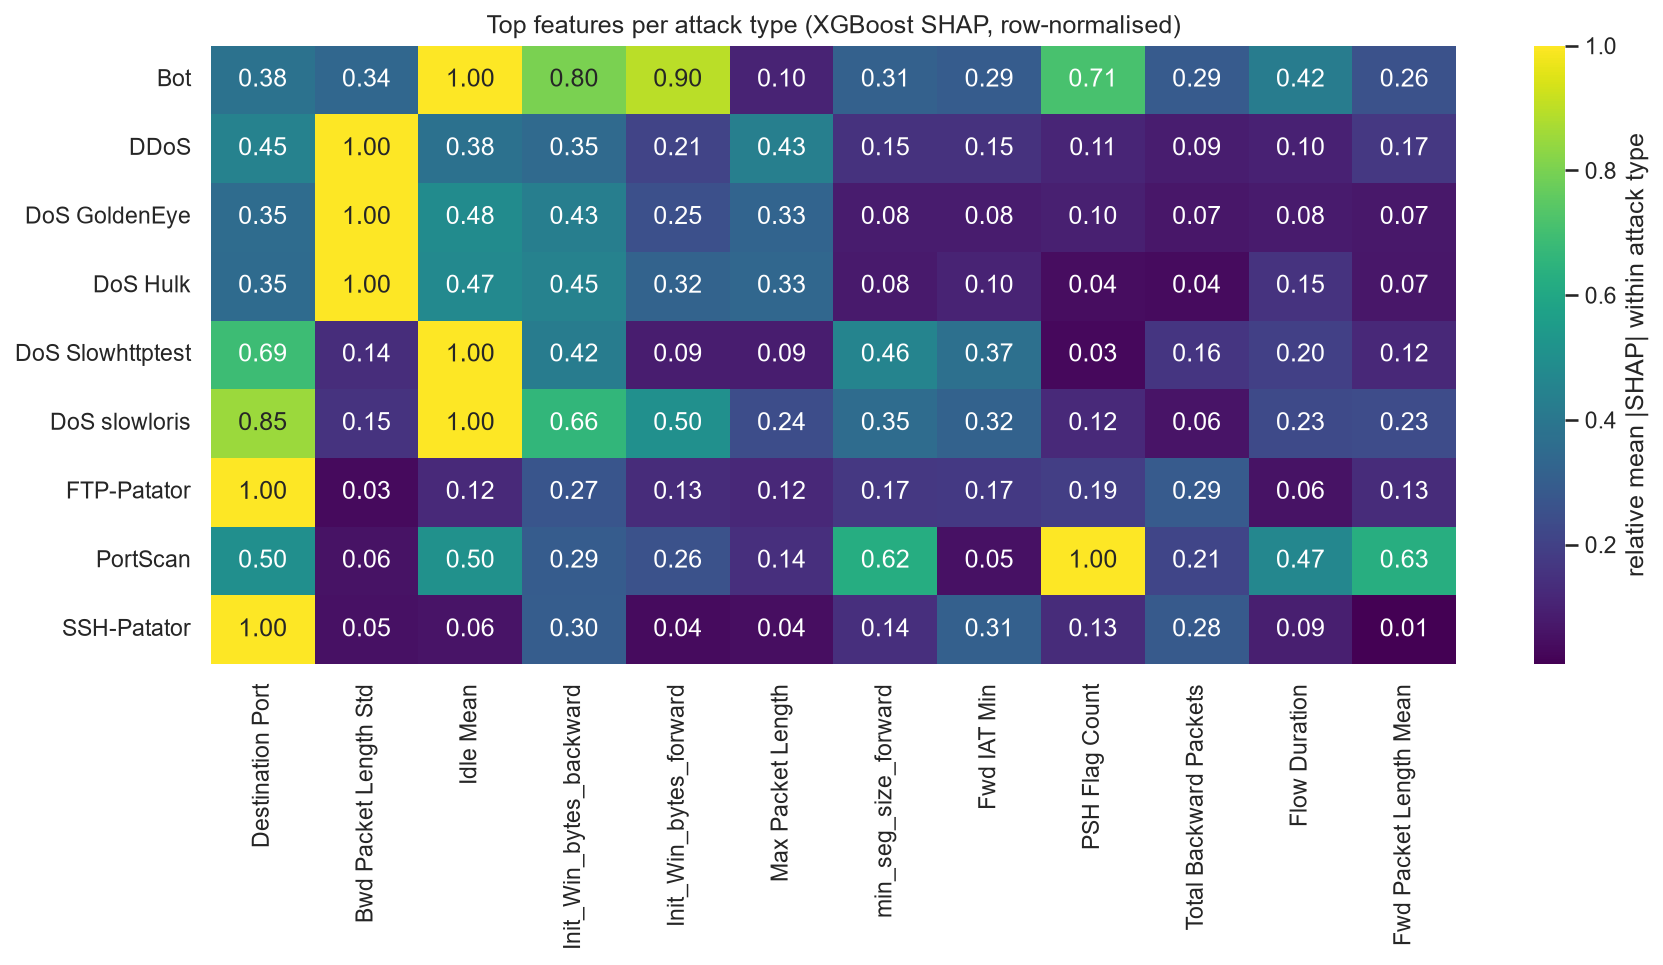 Top features per attack type (XGBoost SHAP, row-normalised)
Bot 0.38 0.34 1.00 0.80 0.90 0.10 0.31 0.29 0.71 0.29 0.42 0.26
DDoS 0.45 1.00 0.38 0.35 0.21 0.43 0.15 0.15 0.11 0.09 0.10 0.17
DoS GoldenEye 0.35 1.00 0.48 0.43 0.25 0.33 0.08 0.08 0.10 0.07 0.08 0.07
DoS Hulk 0.35 1.00 0.47 0.45 0.32 0.33 0.08 0.10 0.04 0.04 0.15 0.07
DoS Slowhttptest 0.69 0.14 1.00 0.42 0.09 0.09 0.46 0.37 0.03 0.16 0.20 0.12
DoS slowloris 0.85 0.15 1.00 0.66 0.50 0.24 0.35 0.32 0.12 0.06 0.23 0.23
FTP-Patator 1.00 0.03 0.12 0.27 0.13 0.12 0.17 0.17 0.19 0.29 0.06 0.13
PortScan 0.50 0.06 0.50 0.29 0.26 0.14 0.62 0.05 1.00 0.21 0.47 0.63
SSH-Patator 1.00 0.05 0.06 0.30 0.04 0.04 0.14 0.31 0.13 0.28 0.09 0.01
Destination Port
Bwd Packet Length Std
Idle Mean
Init_Win_bytes_backward
Init_Win_bytes_forward
Max Packet Length
min_seg_size_forward
Fwd IAT Min
PSH Flag Count
Total Backward Packets
Flow Duration
Fwd Packet Length Mean
1.0
0.8
0.6
0.4
0.2
relative mean |SHAP| within attack type